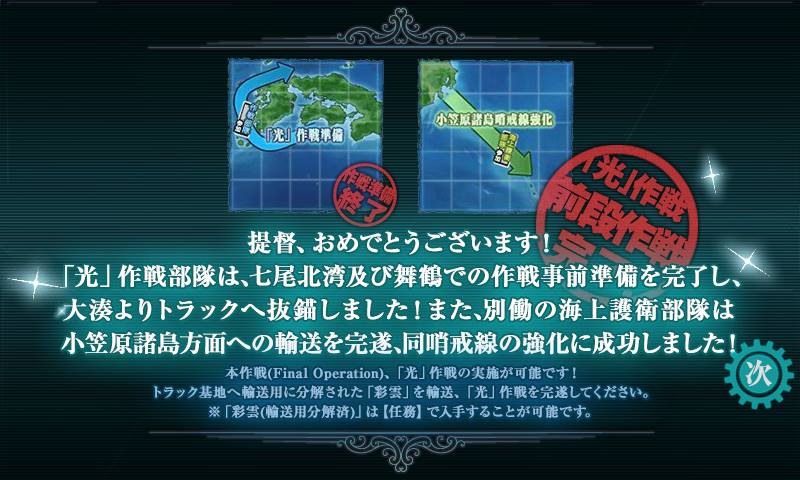 「光」作戦準備
作戦準備
終了
小笠原諸島哨戒線強化
「光」作戦
前段作戦
完了
提督、おめでとうございます！
「光」作戦部隊は、七尾北湾及び舞鶴での作戦事前準備を完了し、
大湊よりトラックへ抜錨しました！また、別働の海上護衛部隊は
小笠原諸島方面への輸送を完遂、同哨戒線の強化に成功しました！
次
本作戦(Final Operation)、「光」作戦の実施が可能です！
トラック基地へ輸送用に分解された「彩雲」を輸送、「光」作戦を完遂してください。
※「彩雲(輸送用分解済)」は【任務】で入手することが可能です。